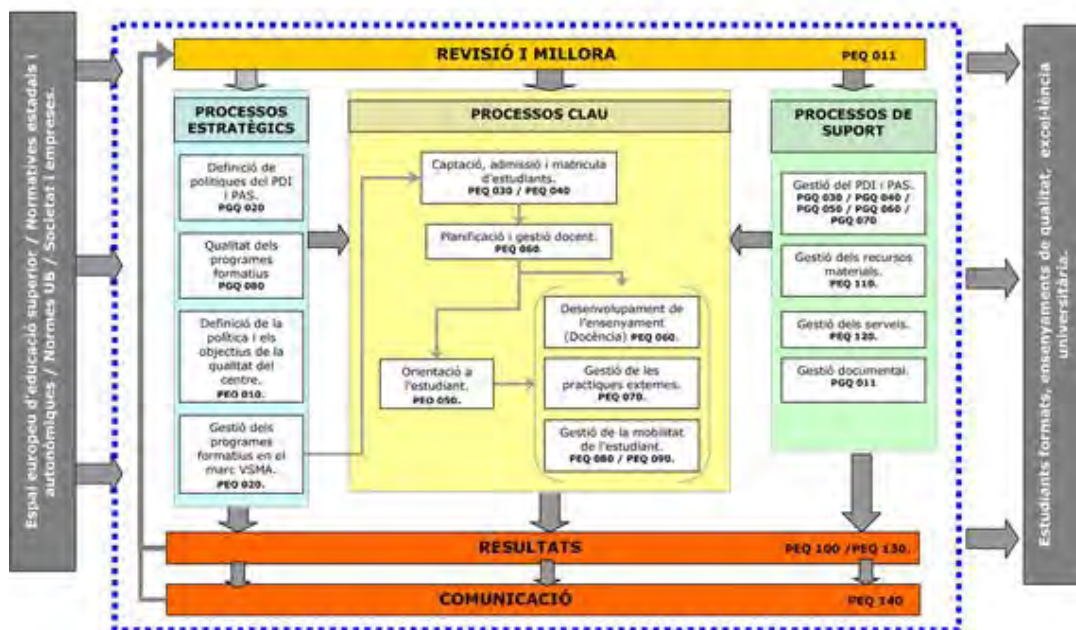 Espai europeu d'educació superior / Normatives estadals i
autonòmiques / Normes UB / Societat i empreses.
REVISIÓ I MILLORA
PEQ 011
PROCESSOS
ESTRATÈGICS
Definició de
polítiques del PDI
i PAS.
PGQ 020
Qualitat dels
programes
formatius
PGQ 080
Definició de la
política i els
objectius de la
qualitat del
centre.
PEQ 010.
Gestió dels
programes
formatius en el
marc VSMA.
PEQ 020.
PROCESSOS CLAU
Captació, admissió i matrícula
d'estudiants.
PEQ 030 / PEQ 040
Planificació i gestió docent.
PEQ 060.
Desenvolupament de
l'ensenyament
(Docència) PEQ 060.
Orientació a
l'estudiant.
PEQ 050.
Gestió de les
practiques externes.
PEQ 070.
Gestió de la mobilitat
de l'estudiant.
PEQ 080 / PEQ 090.
PROCESSOS DE
SUPORT
Gestió del PDI i PAS.
PGQ 030 / PGQ 040 /
PGQ 050 / PGQ 060 /
PGQ 070
Gestió dels recursos
materials.
PEQ 110.
Gestió dels serveis.
PEQ 120.
Gestió documental.
PGQ 011
RESULTATS
PEQ 100 /PEQ 130.
COMUNICACIÓ
PEQ 140
Estudiants formats, ensenyaments de qualitat, excel·lència
universitària.